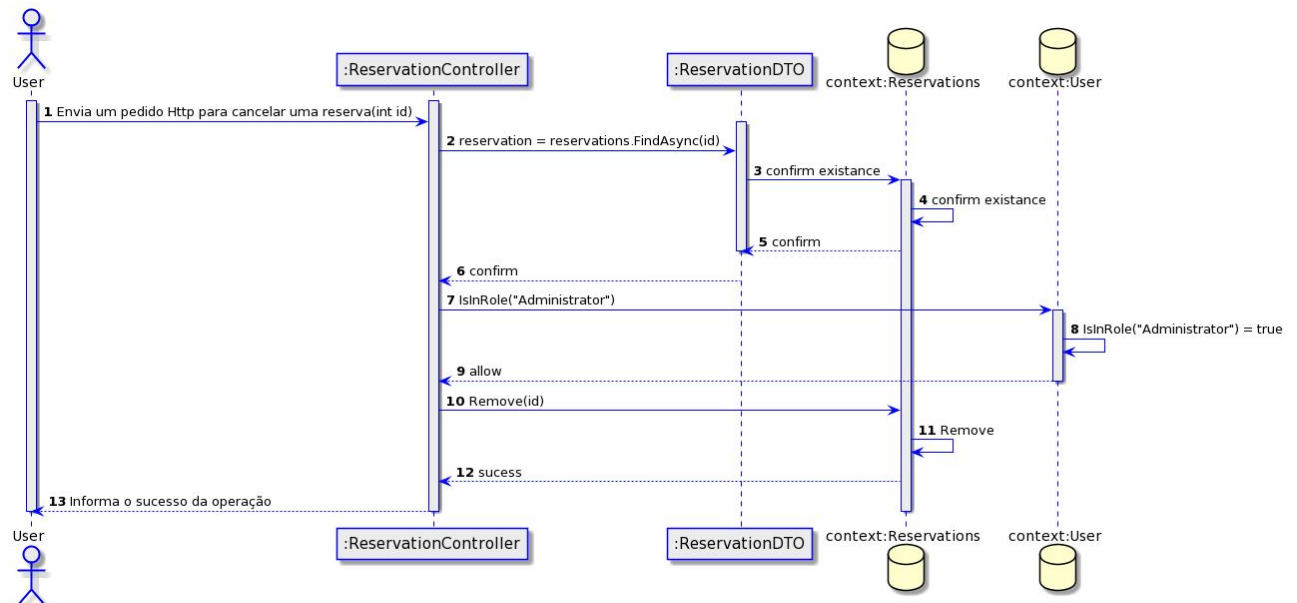 User
:ReservationController
:ReservationDTO
context:Reservations
context:User
1 Envia um pedido Http para cancelar uma reserva(int id)
2 reservation = reservations.FindAsync(id)
3 confirm existance
4 confirm existance
5 confirm
6 confirm
7 IsInRole("Administrator")
8 IsInRole("Administrator") = true
9 allow
10 Remove(id)
11 Remove
12 sucess
13 Informa o sucesso da operação
User
:ReservationController
:ReservationDTO
context:Reservations
context:User